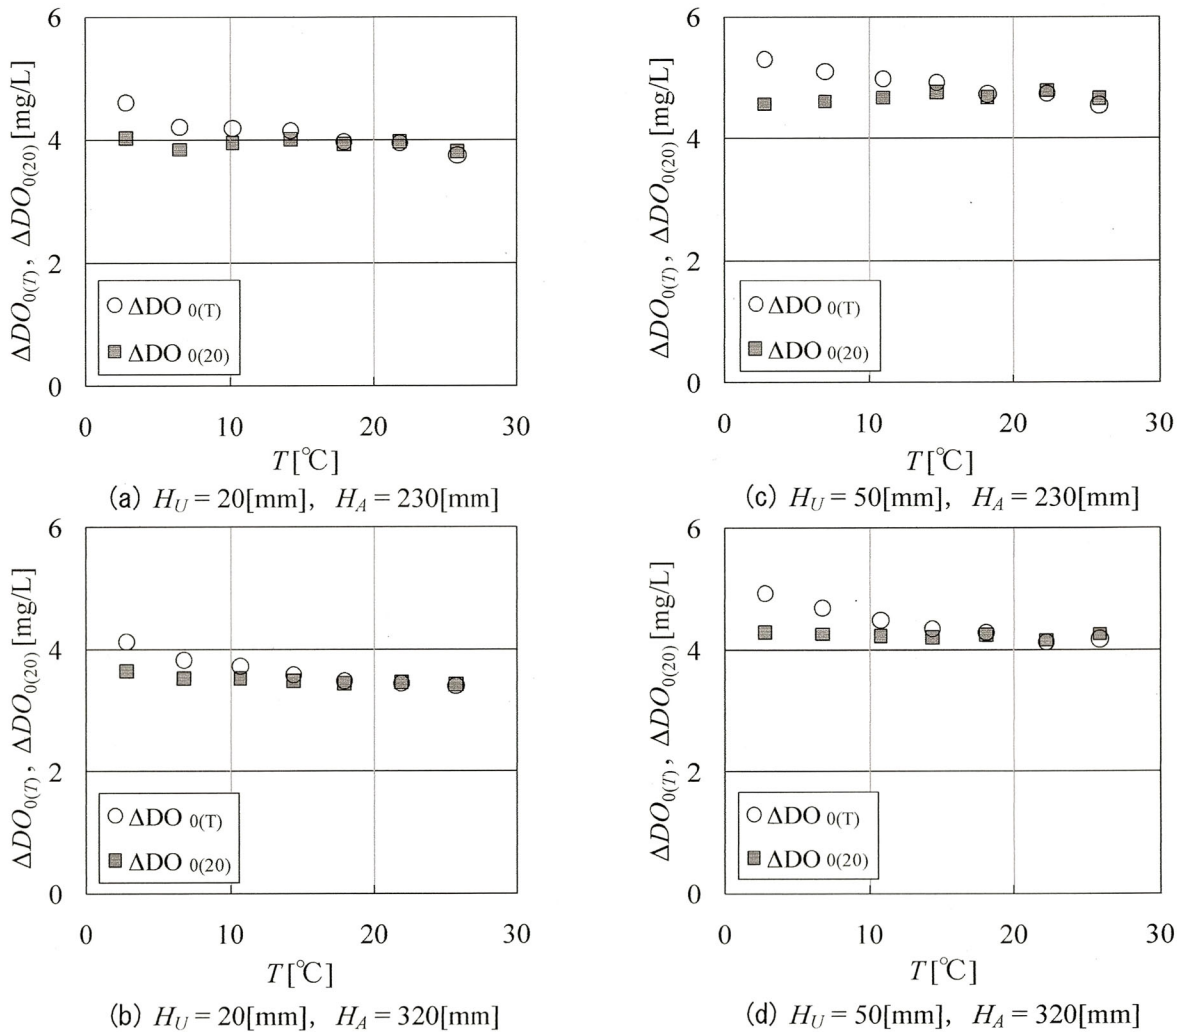 6
4
2
0
ΔDO0(T), ΔDO0(20) [mg/L]
○ ΔDO 0(T)
■ ΔDO 0(20)
0 10 20 30
T[℃]
(a) HU = 20[mm], HA = 230[mm]
6
4
2
0
ΔDO0(T), ΔDO0(20) [mg/L]
○ ΔDO 0(T)
■ ΔDO 0(20)
0 10 20 30
T[℃]
(b) HU = 20[mm], HA = 320[mm]
6
4
2
0
ΔDO0(T), ΔDO0(20) [mg/L]
○ ΔDO 0(T)
■ ΔDO 0(20)
0 10 20 30
T[℃]
(c) HU = 50[mm], HA = 230[mm]
6
4
2
0
ΔDO0(T), ΔDO0(20) [mg/L]
○ ΔDO 0(T)
■ ΔDO 0(20)
0 10 20 30
T[℃]
(d) HU = 50[mm], HA = 320[mm]